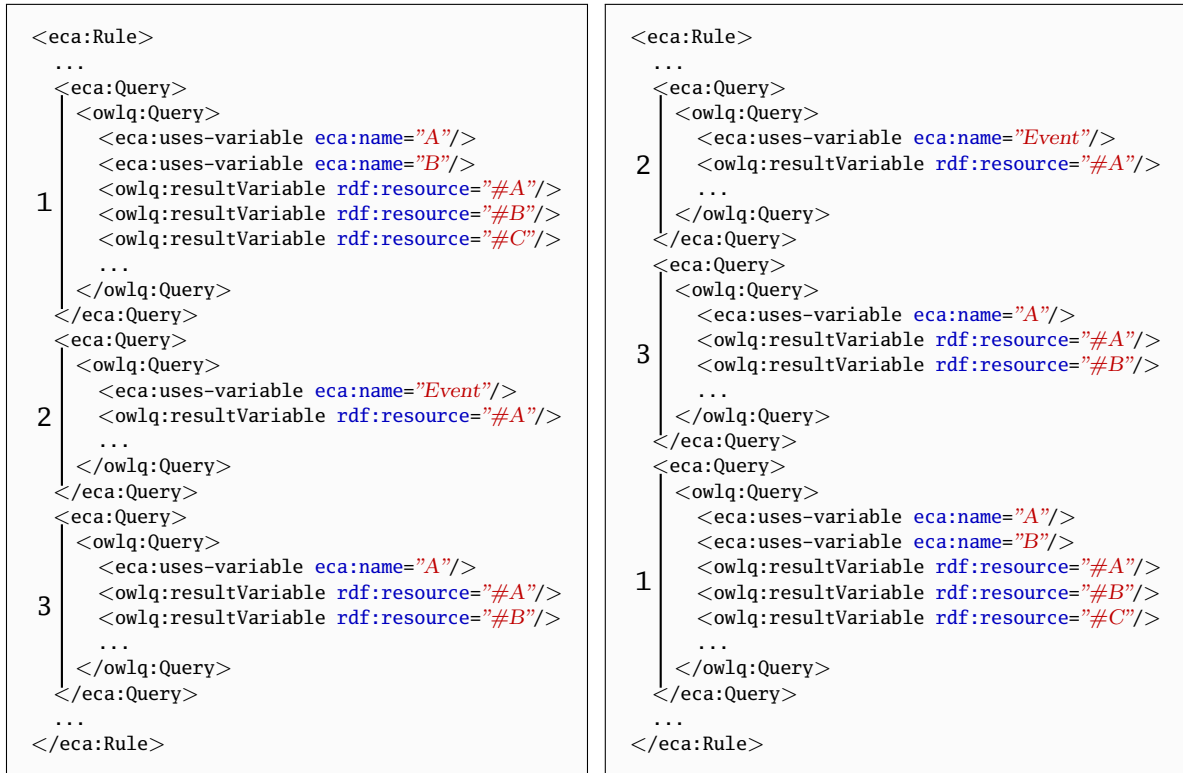 <eca:Rule>
...
<eca:Query>
<owlq:Query>
<eca:uses-variable eca:name=”A”/>
<eca:uses-variable eca:name=”B”/>
1
<owlq:resultVariable rdf:resource=”#A”/>
<owlq:resultVariable rdf:resource=”#B”/>
<owlq:resultVariable rdf:resource=”#C”/>
...
</owlq:Query>
</eca:Query>
<eca:Query>
<owlq:Query>
<eca:uses-variable eca:name=”Event”/>
2
<owlq:resultVariable rdf:resource=”#A”/>
...
</owlq:Query>
</eca:Query>
<eca:Query>
<owlq:Query>
<eca:uses-variable eca:name=”A”/>
3
<owlq:resultVariable rdf:resource=”#A”/>
<owlq:resultVariable rdf:resource=”#B”/>
...
</owlq:Query>
</eca:Query>
...
</eca:Rule>
<eca:Rule>
...
<eca:Query>
<owlq:Query>
<eca:uses-variable eca:name=”Event”/>
2
<owlq:resultVariable rdf:resource=”#A”/>
...
</owlq:Query>
</eca:Query>
<eca:Query>
<owlq:Query>
<eca:uses-variable eca:name=”A”/>
<owlq:resultVariable rdf:resource=”#A”/>
3
<owlq:resultVariable rdf:resource=”#B”/>
...
</owlq:Query>
</eca:Query>
<eca:Query>
<owlq:Query>
<eca:uses-variable eca:name=”A”/>
<eca:uses-variable eca:name=”B”/>
<owlq:resultVariable rdf:resource=”#A”/>
1
<owlq:resultVariable rdf:resource=”#B”/>
<owlq:resultVariable rdf:resource=”#C”/>
...
</owlq:Query>
</eca:Query>
...
</eca:Rule>